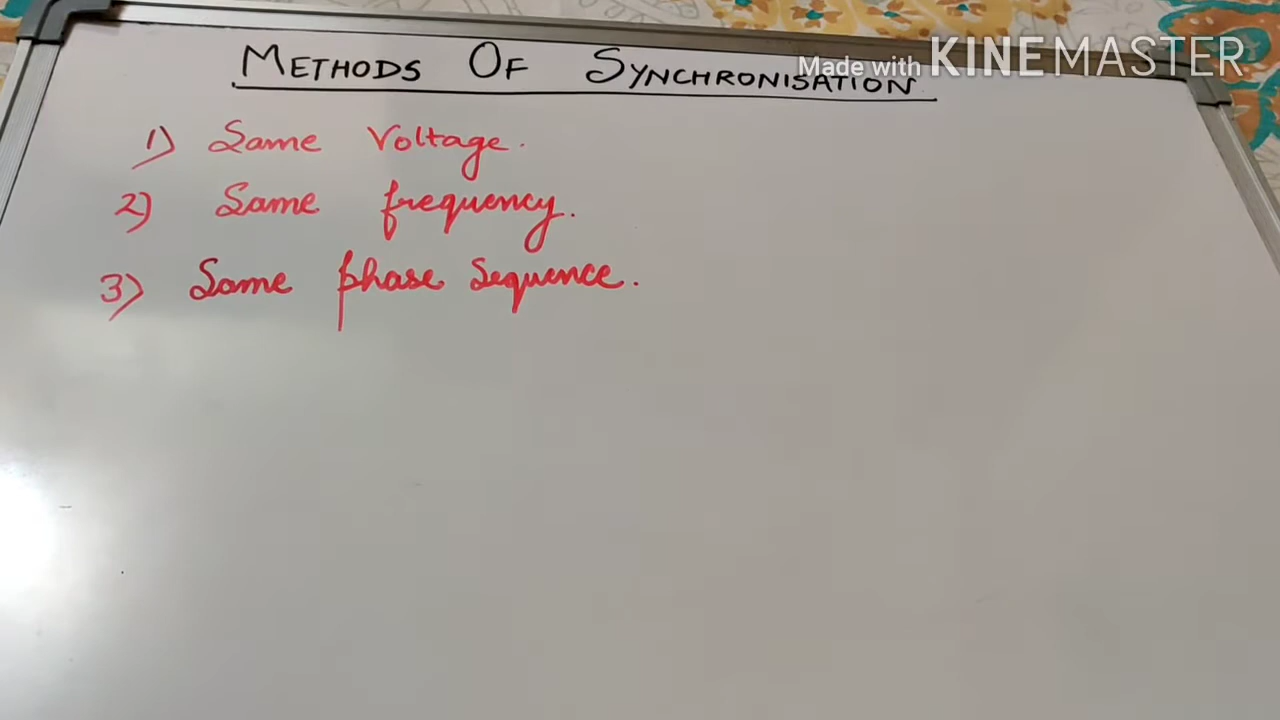 METHODS OF SYNCHRONISATION
Made with KINEMASTER
1) Same Voltage.
2) Same frequency.
3) Same phase sequence.